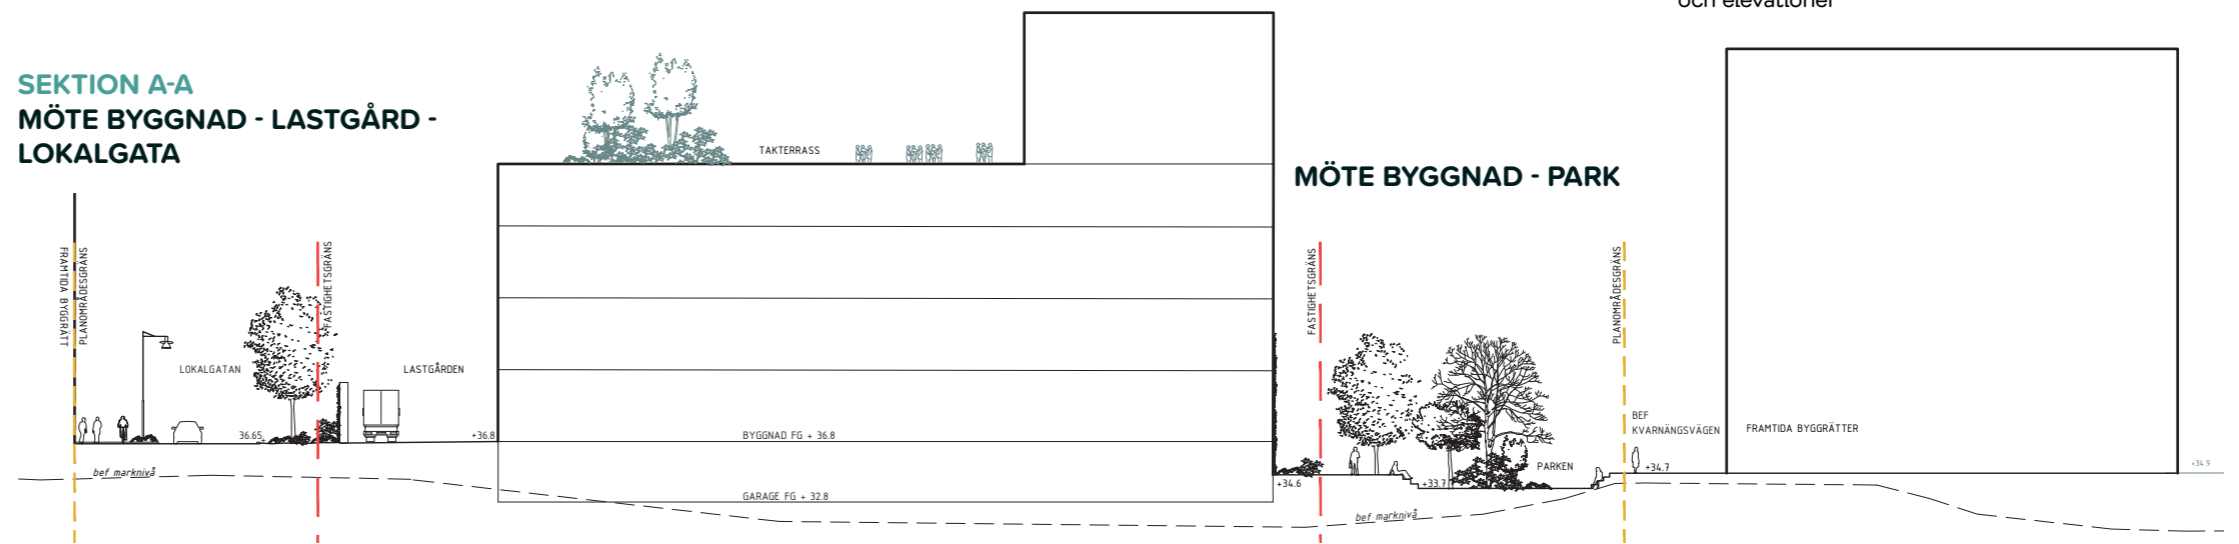 och elevationer
SEKTION A-A
MÖTE BYGGNAD - LASTGÅRD -
LOKALGATA
TAKTERRASS
MÖTE BYGGNAD - PARK
FRAMTIDA BYGGRÄTT
PLANOMRÅDESGRÄNS
FASTIGHETSGRÄNS
LOKALGATAN
LASTGÅRDEN
36.65
+36.8
BYGGNAD FG + 36.8
bef marknivå
GARAGE FG + 32.8
FASTIGHETSGRÄNS
PLANOMRÅDESGRÄNS
+34.6
+33.7
PARKEN
bef marknivå
BEF
KVARNÄNGSVÄGEN
+34.7
FRAMTIDA BYGGRÄTTER
+34.9